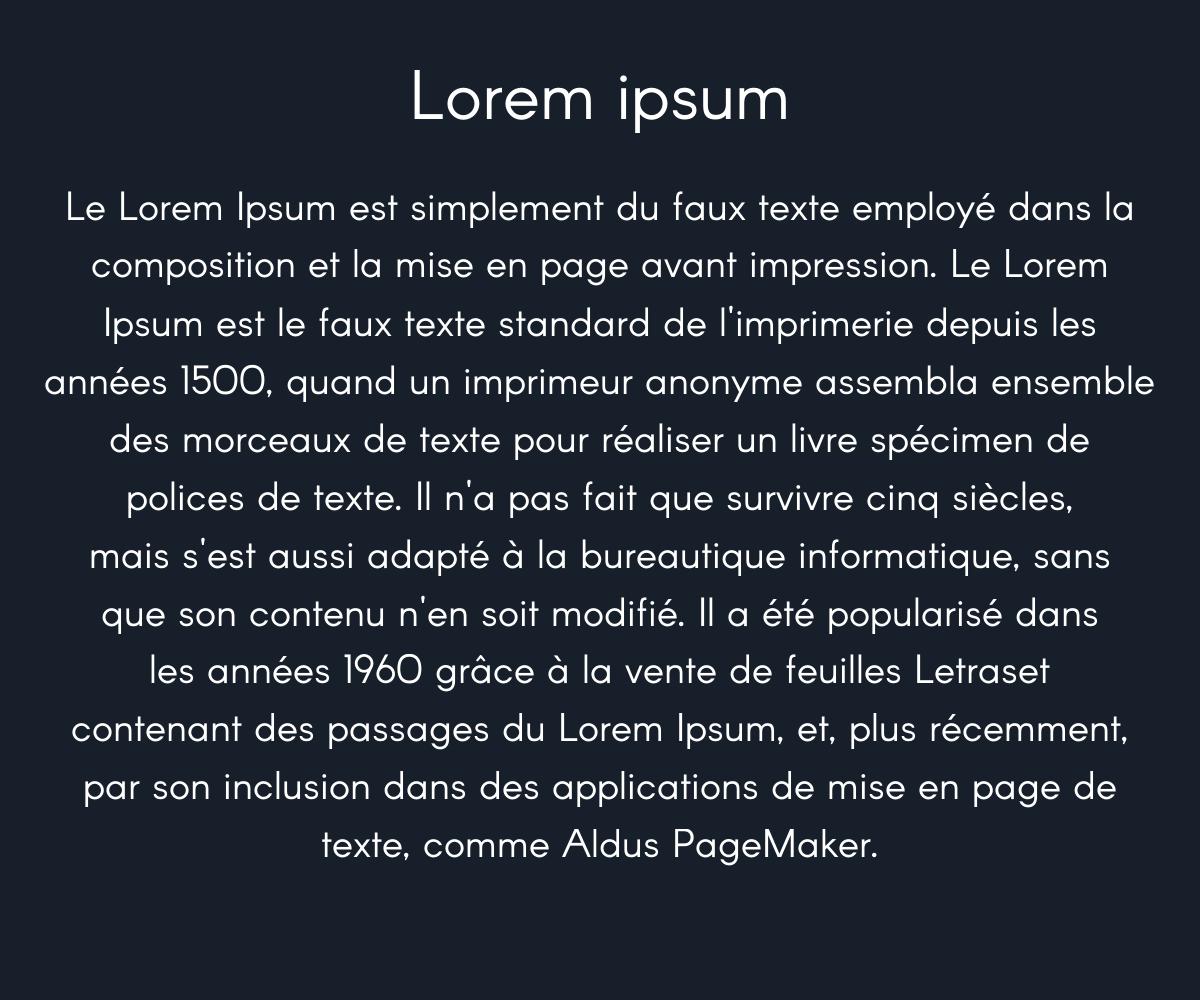 Lorem ipsum
Le Lorem Ipsum est simplement du faux texte employé dans la
composition et la mise en page avant impression. Le Lorem
Ipsum est le faux texte standard de l'imprimerie depuis les
années 1500, quand un imprimeur anonyme assembla ensemble
des morceaux de texte pour réaliser un livre spécimen de
polices de texte. Il n'a pas fait que survivre cinq siècles,
mais s'est aussi adapté à la bureautique informatique, sans
que son contenu n'en soit modifié. Il a été popularisé dans
les années 1960 grâce à la vente de feuilles Letraset
contenant des passages du Lorem Ipsum, et, plus récemment,
par son inclusion dans des applications de mise en page de
texte, comme Aldus PageMaker.